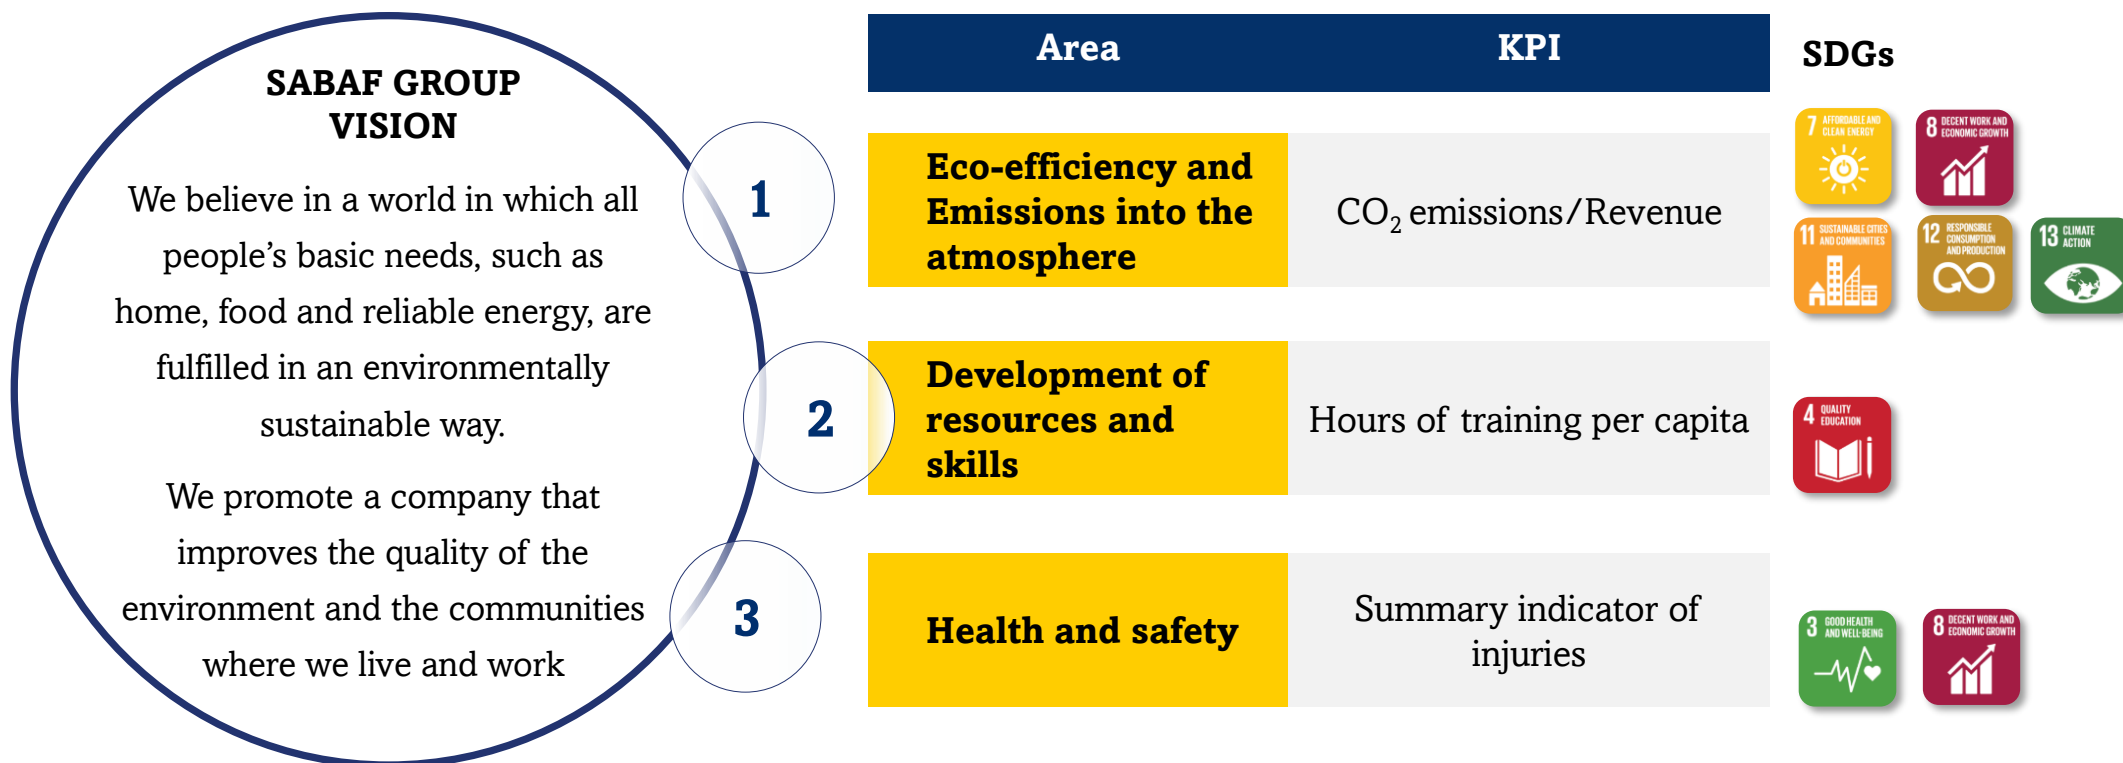 SABAF GROUP
VISION
We believe in a world in which all
people's basic needs, such as
home, food and reliable energy, are
fulfilled in an environmentally
sustainable way.
We promote a company that
improves the quality of the
environment and the communities
where we live and work
Area
KPI
SDGs
1
Eco-efficiency and
Emissions into the
atmosphere
CO₂ emissions/Revenue
7 AFFORDABLE AND
CLEAN ENERGY
8 DECENT WORK AND
ECONOMIC GROWTH
11 SUSTAINABLE CITIES
AND COMMUNITIES
12 RESPONSIBLE
CONSUMPTION
AND PRODUCTION
13 CLIMATE
ACTION
2
Development of
resources and
skills
Hours of training per capita
4 QUALITY
EDUCATION
3
Health and safety
Summary indicator of
injuries
3 GOOD HEALTH
AND WELL-BEING
8 DECENT WORK AND
ECONOMIC GROWTH